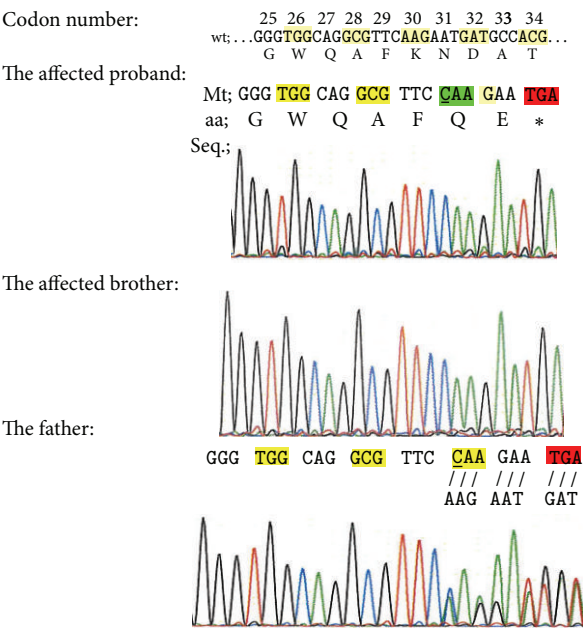 Codon number:
25 26 27 28 29 30 31 32 33 34
wt; ...GGGTGGCAGGCGTTCAAGAATGATGCCACG...
G W Q A F K N D A T
The affected proband:
Mt; GGG TGG CAG GCG TTC CAA GAA TGA
aa; G W Q A F Q E *
Seq.;
The affected brother:
The father:
GGG TGG CAG GCG TTC CAA GAA TGA
/ / / / / / / / /
AAG AAT GAT